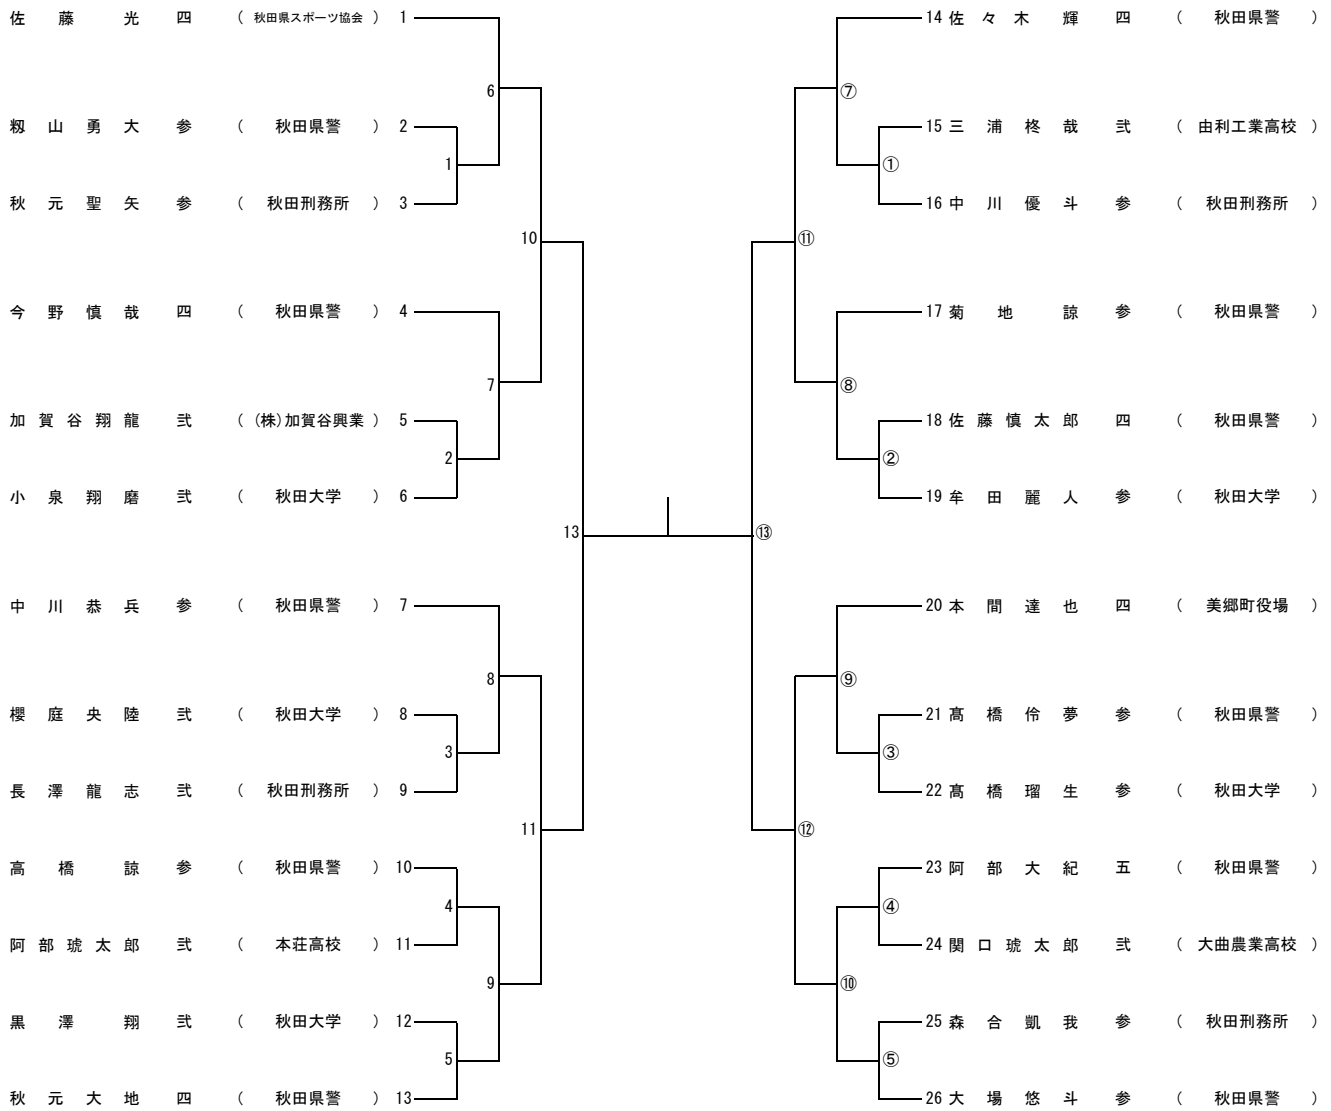 佐藤光 四 （ 秋田県スポーツ協会 ） 1
6
籾山勇大 参 （ 秋田県警 ） 2
1
秋元聖矢 参 （ 秋田刑務所 ） 3
10
今野慎哉 四 （ 秋田県警 ） 4
7
加賀谷翔龍 弐 （ (株)加賀谷興業 ） 5
2
小泉翔磨 弐 （ 秋田大学 ） 6
13
中川恭兵 参 （ 秋田県警 ） 7
8
櫻庭央陸 弐 （ 秋田大学 ） 8
3
長澤龍志 弐 （ 秋田刑務所 ） 9
11
高橋諒 参 （ 秋田県警 ） 10
4
阿部琥太郎 弐 （ 本荘高校 ） 11
9
黒澤翔 弐 （ 秋田大学 ） 12
5
秋元大地 四 （ 秋田県警 ） 13
14 佐々木輝 四 （ 秋田県警 ）
⑦
15 三浦柊哉 弐 （ 由利工業高校 ）
①
16 中川優斗 参 （ 秋田刑務所 ）
⑪
17 菊地諒 参 （ 秋田県警 ）
⑧
18 佐藤慎太郎 四 （ 秋田県警 ）
②
19 牟田麗人 参 （ 秋田大学 ）
⑬
20 本間達也 四 （ 美郷町役場 ）
⑨
21 髙橋伶夢 参 （ 秋田県警 ）
③
22 髙橋瑠生 参 （ 秋田大学 ）
⑫
23 阿部大紀 五 （ 秋田県警 ）
④
24 関口琥太郎 弐 （ 大曲農業高校 ）
⑩
25 森合凱我 参 （ 秋田刑務所 ）
⑤
26 大場悠斗 参 （ 秋田県警 ）